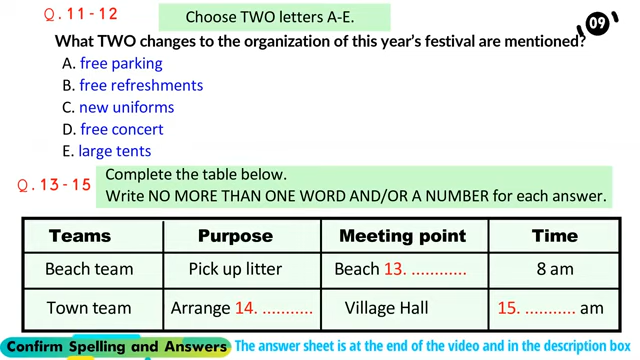 Q.11-12
Choose TWO letters A-E.
09
What TWO changes to the organization of this year's festival are mentioned?
A. free parking
B. free refreshments
C. new uniforms
D. free concert
E. large tents
Q.13-15
Complete the table below.
Write NO MORE THAN ONE WORD AND/OR A NUMBER for each answer.
Teams Purpose Meeting point Time
Beach team Pick up litter Beach 13. ............ 8 am
Town team Arrange 14. ........... Village Hall 15. ........... am
Confirm Spelling and Answers The answer sheet is at the end of the video and in the description box